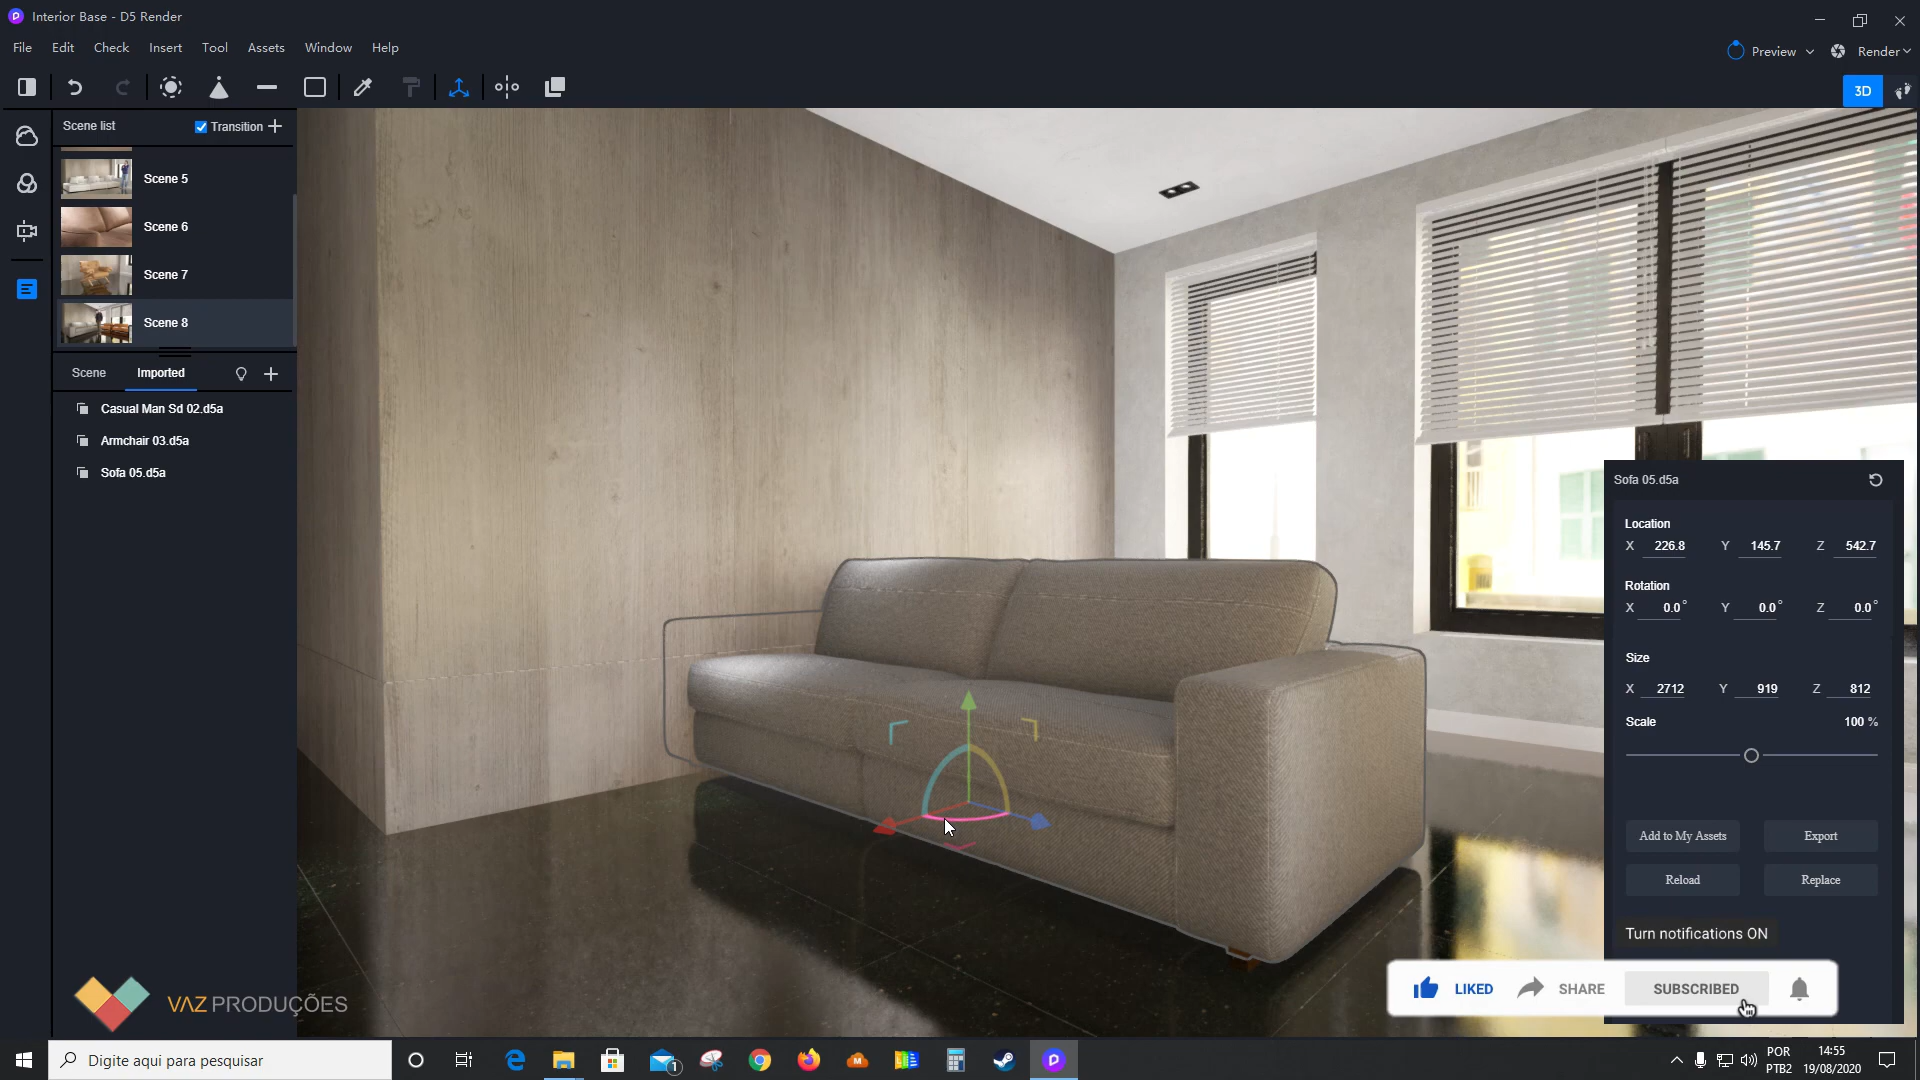 Interior Base - D5 Render
File Edit Check Insert Tool Assets Window Help
Preview
Render
3D
Scene list
Transition
Scene 5
Scene 6
Scene 7
Scene 8
Scene Imported
Casual Man Sd 02.d5a
Armchair 03.d5a
Sofa 05.d5a
Sofa 05.d5a
Location
X 226.8 Y 145.7 Z 542.7
Rotation
X 0.0° Y 0.0° Z 0.0°
Size
X 2712 Y 919 Z 812
Scale 100 %
Add to My Assets Export
Reload Replace
Turn notifications ON
LIKED SHARE SUBSCRIBED
VAZ PRODUÇÕES
Digite aqui para pesquisar
1
POR
PTB2
14:55
19/08/2020